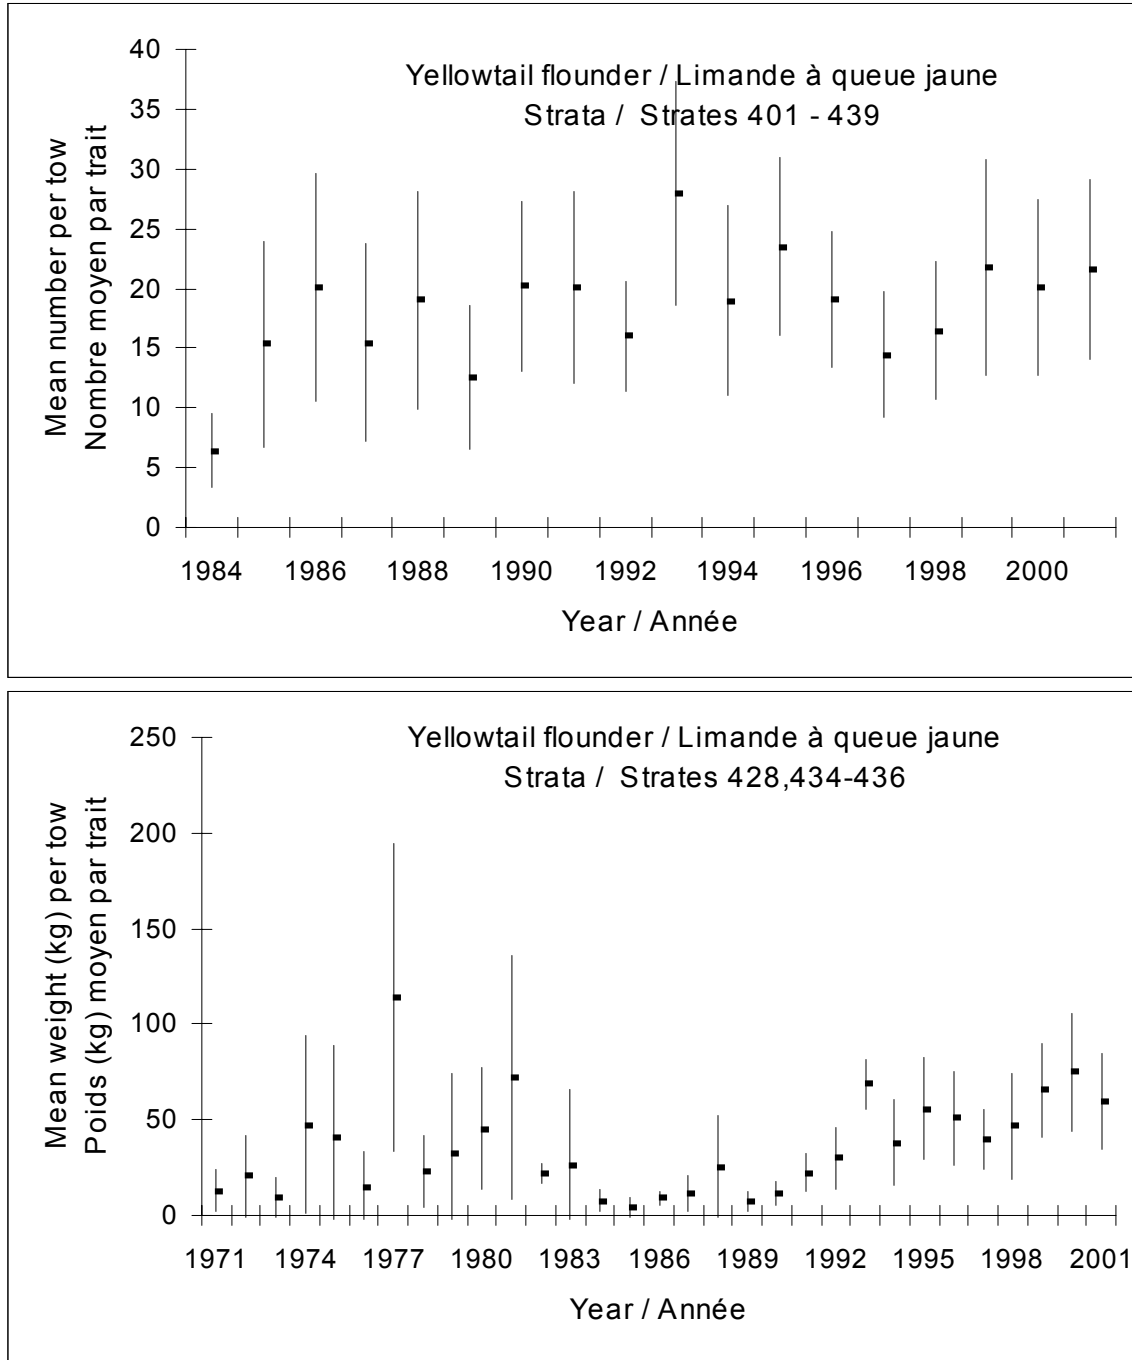 Yellowtail flounder / Limande à queue jaune
Strata / Strates 401 - 439
Mean number per tow
Nombre moyen par trait
40
35
30
25
20
15
10
5
0
1984 1986 1988 1990 1992 1994 1996 1998 2000
Year / Année
Yellowtail flounder / Limande à queue jaune
Strata / Strates 428,434-436
Mean weight (kg) per tow
Poids (kg) moyen par trait
250
200
150
100
50
0
1971 1974 1977 1980 1983 1986 1989 1992 1995 1998 2001
Year / Année